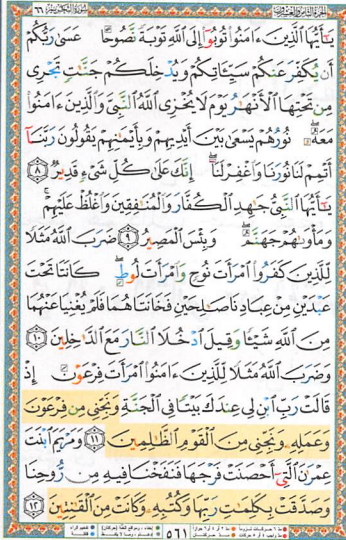 سورة التحريم ٦٦
يَٰٓأَيُّهَا ٱلَّذِينَ ءَامَنُوا۟ تُوبُوٓا۟ إِلَى ٱللَّهِ تَوْبَةً نَّصُوحًا عَسَىٰ رَبُّكُمْ
أَن يُكَفِّرَ عَنكُمْ سَيِّـَٔاتِكُمْ وَيُدْخِلَكُمْ جَنَّٰتٍ تَجْرِى
مِن تَحْتِهَا ٱلْأَنْهَٰرُ يَوْمَ لَا يُخْزِى ٱللَّهُ ٱلنَّبِىَّ وَٱلَّذِينَ ءَامَنُوا۟
مَعَهُۥ ۖ نُورُهُمْ يَسْعَىٰ بَيْنَ أَيْدِيهِمْ وَبِأَيْمَٰنِهِمْ يَقُولُونَ رَبَّنَآ
أَتْمِمْ لَنَا نُورَنَا وَٱغْفِرْ لَنَآ ۖ إِنَّكَ عَلَىٰ كُلِّ شَىْءٍ قَدِيرٌ ٨
يَٰٓأَيُّهَا ٱلنَّبِىُّ جَٰهِدِ ٱلْكُفَّارَ وَٱلْمُنَٰفِقِينَ وَٱغْلُظْ عَلَيْهِمْ ۚ
وَمَأْوَىٰهُمْ جَهَنَّمُ ۖ وَبِئْسَ ٱلْمَصِيرُ ٩ ضَرَبَ ٱللَّهُ مَثَلًا
لِّلَّذِينَ كَفَرُوا۟ ٱمْرَأَتَ نُوحٍ وَٱمْرَأَتَ لُوطٍ ۖ كَانَتَا تَحْتَ
عَبْدَيْنِ مِنْ عِبَادِنَا صَٰلِحَيْنِ فَخَانَتَاهُمَا فَلَمْ يُغْنِيَا عَنْهُمَا
مِنَ ٱللَّهِ شَيْـًٔا وَقِيلَ ٱدْخُلَا ٱلنَّارَ مَعَ ٱلدَّٰخِلِينَ ١٠
وَضَرَبَ ٱللَّهُ مَثَلًا لِّلَّذِينَ ءَامَنُوا۟ ٱمْرَأَتَ فِرْعَوْنَ إِذْ
قَالَتْ رَبِّ ٱبْنِ لِى عِندَكَ بَيْتًا فِى ٱلْجَنَّةِ وَنَجِّنِى مِن فِرْعَوْنَ
وَعَمَلِهِۦ وَنَجِّنِى مِنَ ٱلْقَوْمِ ٱلظَّٰلِمِينَ ١١ وَمَرْيَمَ ٱبْنَتَ
عِمْرَٰنَ ٱلَّتِىٓ أَحْصَنَتْ فَرْجَهَا فَنَفَخْنَا فِيهِ مِن رُّوحِنَا
وَصَدَّقَتْ بِكَلِمَٰتِ رَبِّهَا وَكُتُبِهِۦ وَكَانَتْ مِنَ ٱلْقَٰنِتِينَ ١٢
٥٦١